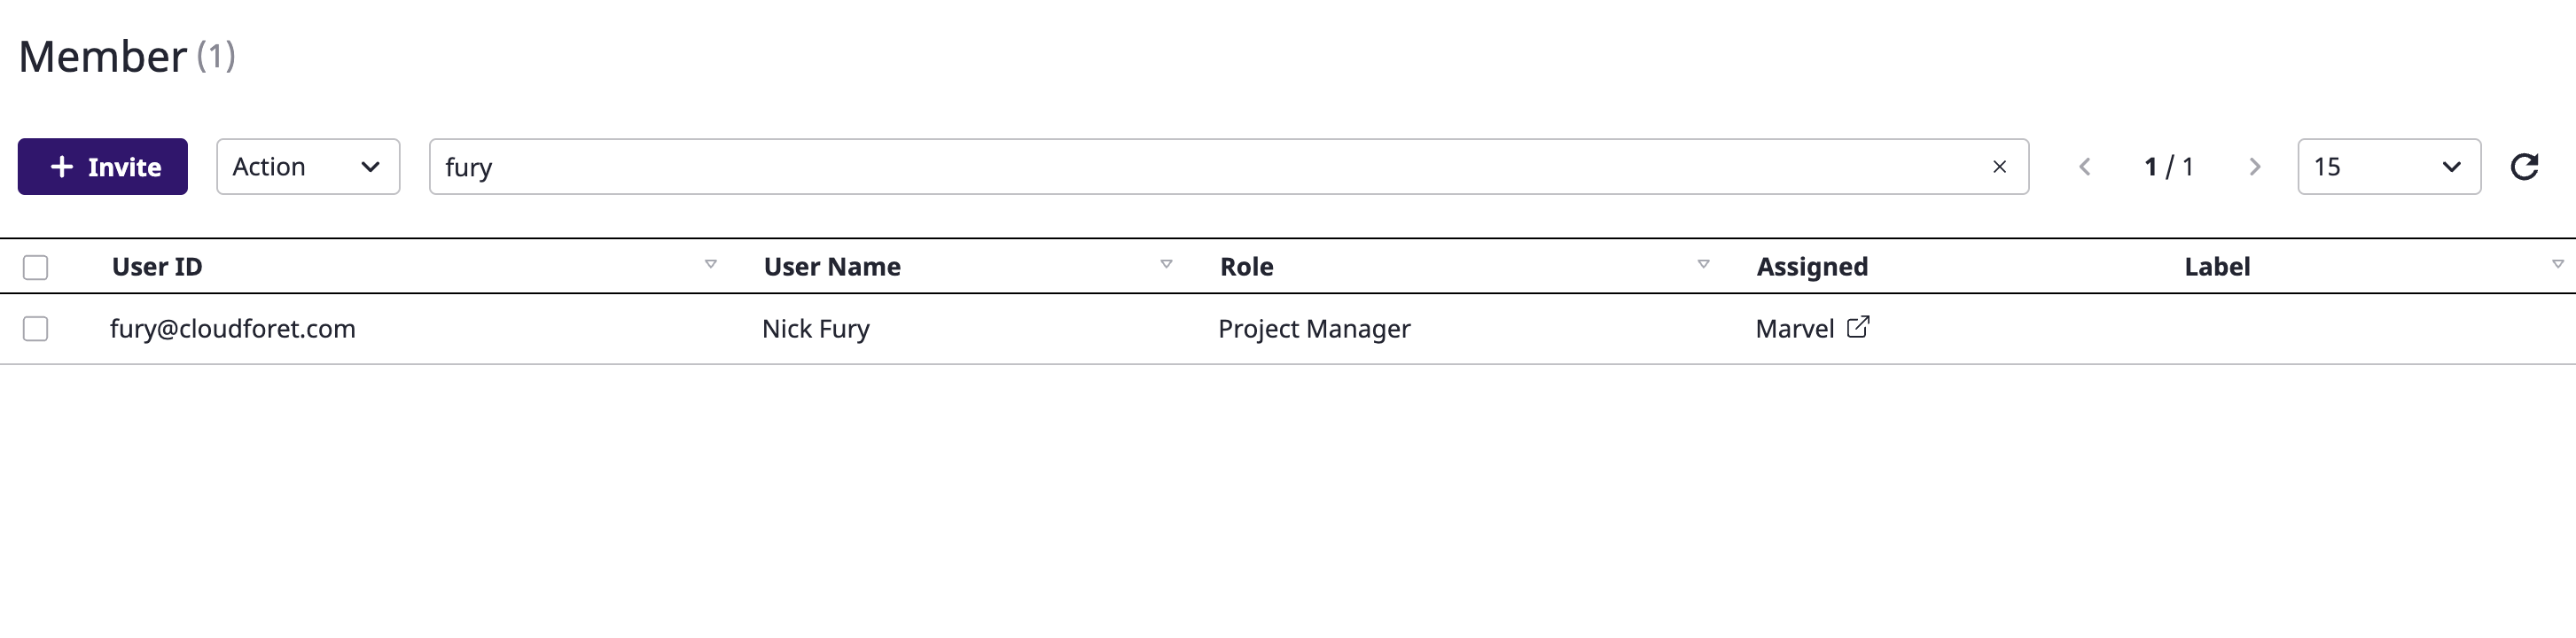 Member (1)
+ Invite Action fury × < 1 / 1 > 15
User ID User Name Role Assigned Label
fury@cloudforet.com Nick Fury Project Manager Marvel